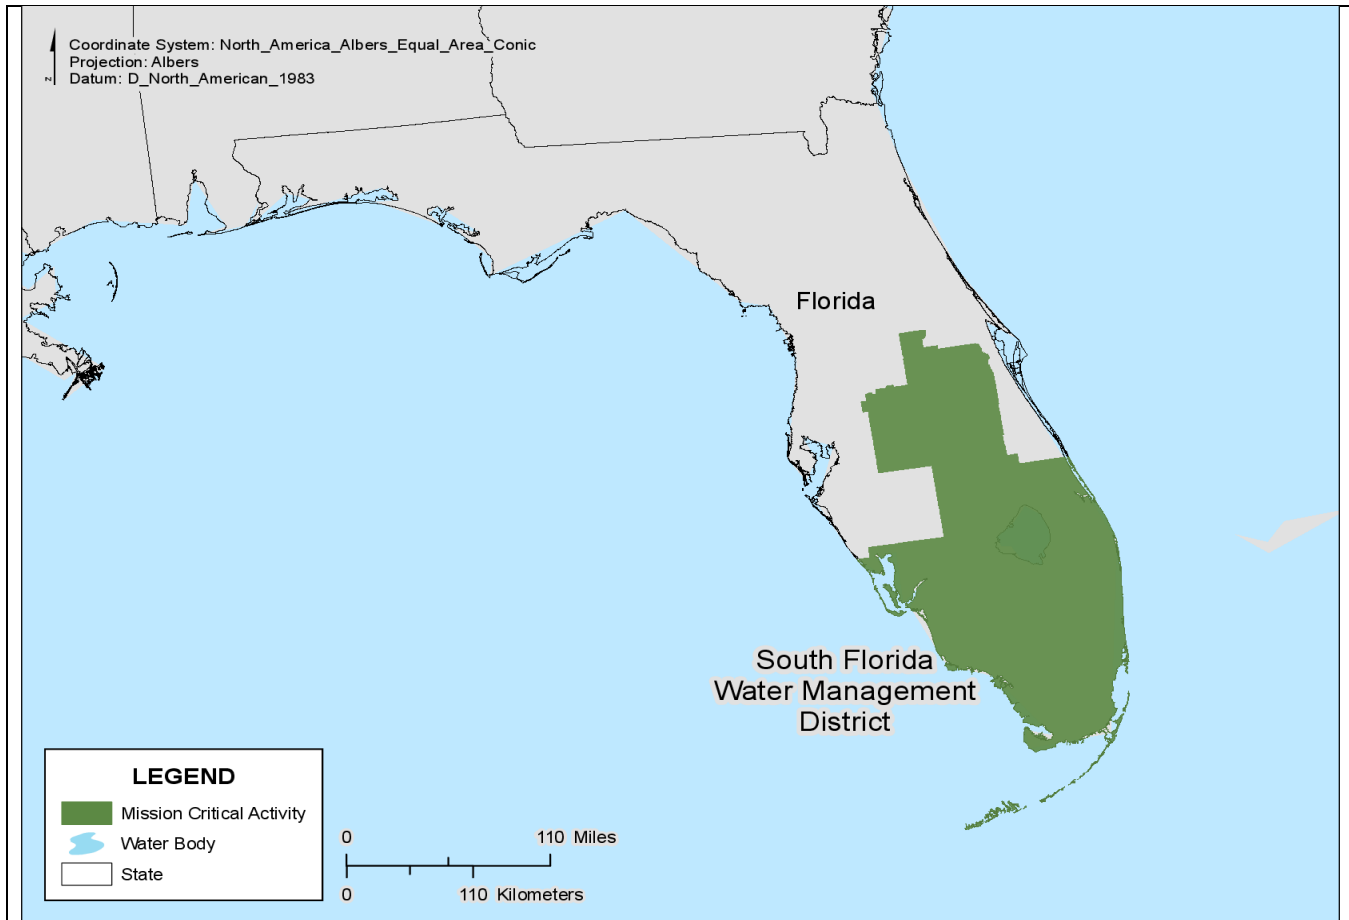 Coordinate System: North_America_Albers_Equal_Area_Conic
Projection: Albers
Datum: D_North_American_1983
N
Florida
South Florida
Water Management
District
LEGEND
Mission Critical Activity
Water Body
State
0 110 Miles
0 110 Kilometers